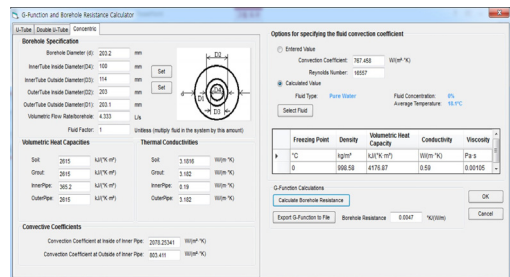 G-Function and Borehole Resistance Calculator
U-Tube Double U-Tube Concentric
Borehole Specification
Borehole Diameter (d): 203.2 mm
InnerTube Inside Diameter(D4): 100 mm
InnerTube Outside Diameter(D3): 114 mm
OuterTube Inside Diameter(D2): 203 mm
OuterTube Outside Diameter(D1): 203.1 mm
Volumetric Flow Rate/borehole: 4.333 L/s
Fluid Factor: 1 Unitless (multiply fluid in the system by this amount)
Set
Set
D2
d
D1
D4
D3
Volumetric Heat Capacities
Soil: 2615 kJ/(°K·m³)
Grout: 2615 kJ/(°K·m³)
InnerPipe: 365.2 kJ/(°K·m³)
OuterPipe: 2615 kJ/(°K·m³)
Thermal Conductivities
Soil: 3.1816 W/(m·°K)
Grout: 3.182 W/(m·°K)
InnerPipe: 0.19 W/(m·°K)
OuterPipe: 3.182 W/(m·°K)
Convective Coefficients
Convection Coefficient at Inside of Inner Pipe: 2078.25341 W/(m²·°K)
Convection Coefficient at Outside of Inner Pipe: 803.411 W/(m²·°K)
Options for specifying the fluid convection coefficient
Entered Value
Convection Coefficient: 767.458 W/(m²·°K)
Reynolds Number: 18557
Calculated Value
Fluid Type: Pure Water Fluid Concentration: 0%
Average Temperature: 18.1°C
Select Fluid
Freezing Point Density Volumetric Heat Capacity Conductivity Viscosity
°C kg/m³ kJ/(°K·m³) W/(m·°K) Pa·s
0 998.58 4176.87 0.59 0.00105
G-Function Calculations
Calculate Borehole Resistance
Export G-Function to File Borehole Resistance 0.0047 °K/(W/m)
OK
Cancel